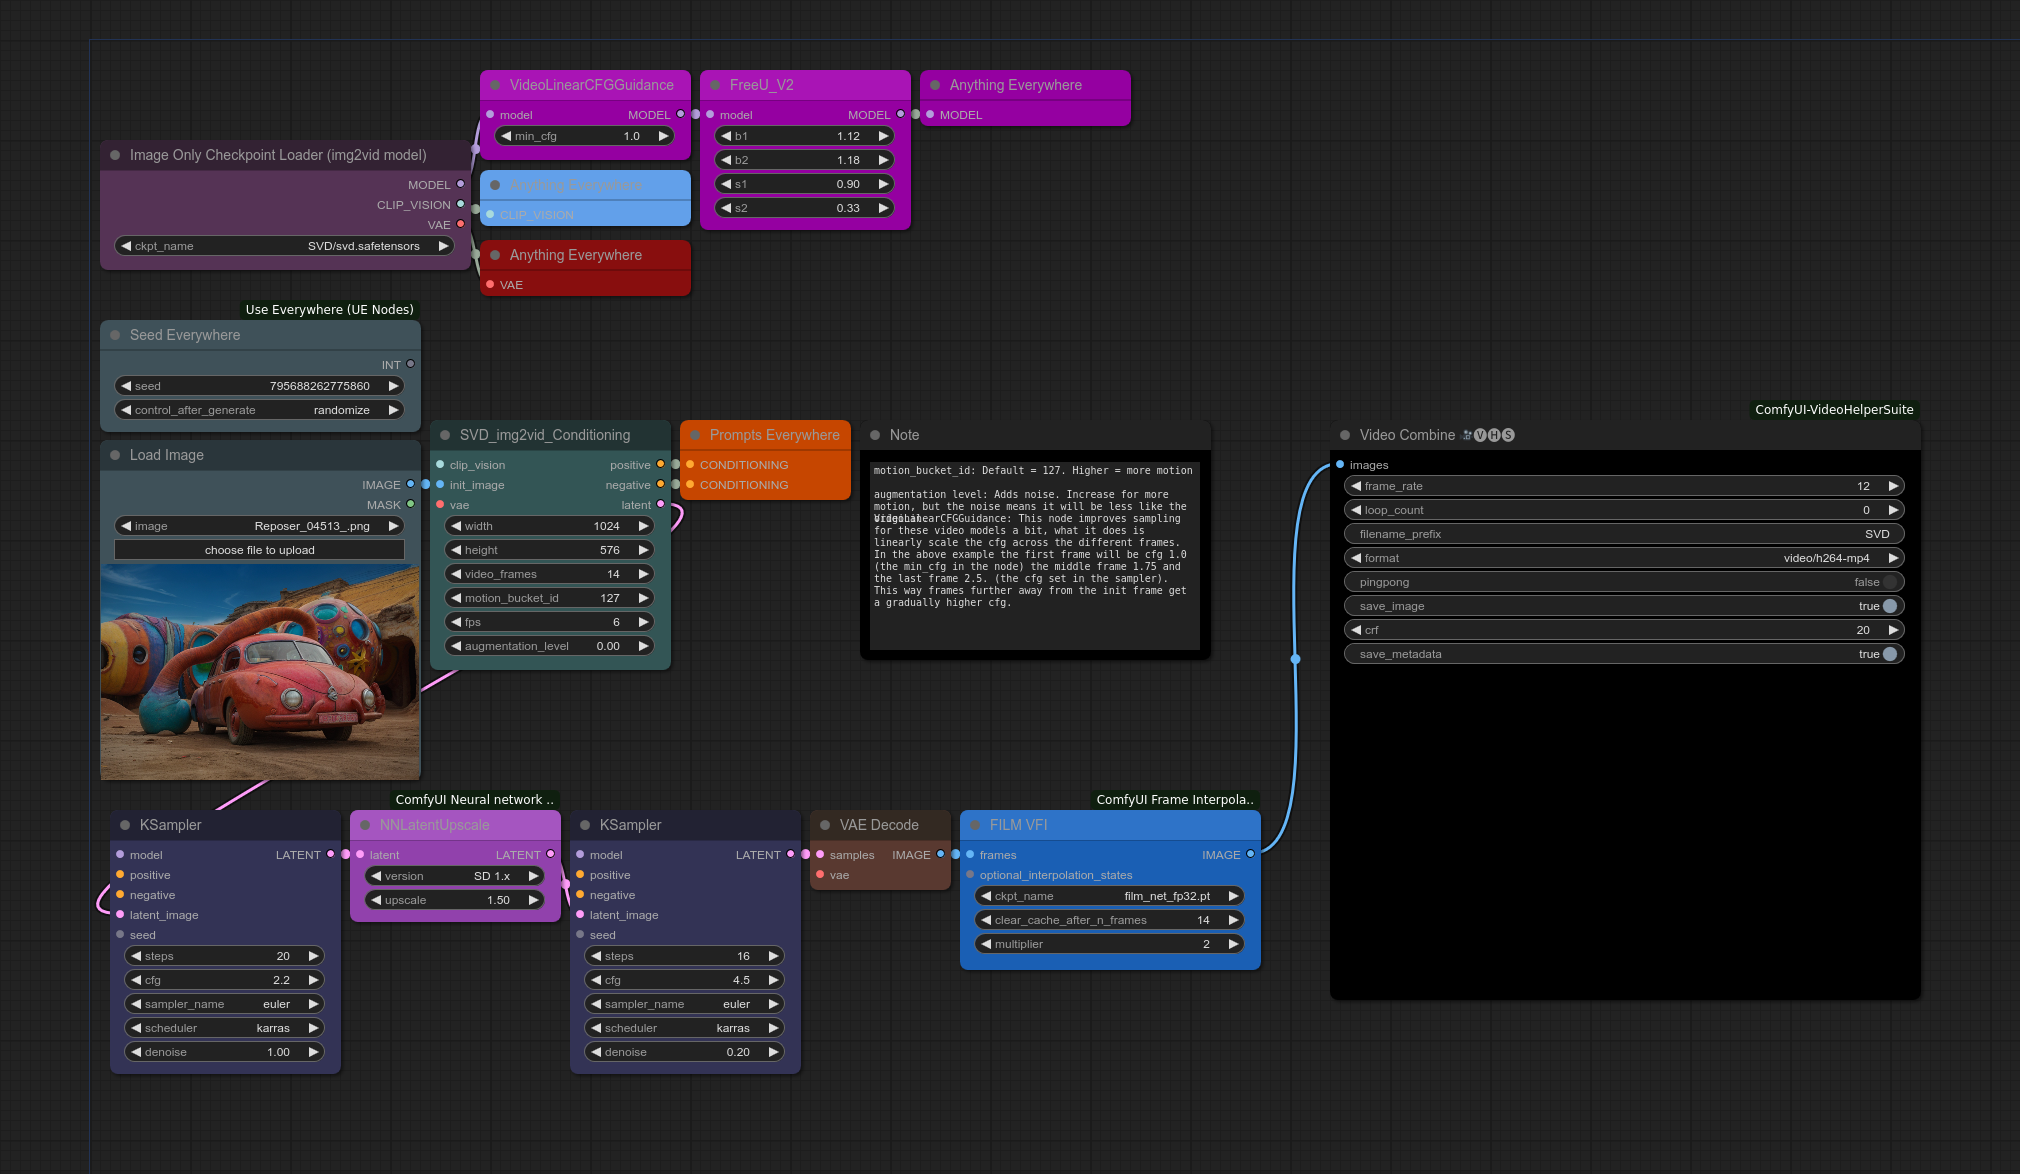 VideoLinearCFGGuidance
model MODEL
min_cfg 1.0
FreeU_V2
model MODEL
b1 1.12
b2 1.18
s1 0.90
s2 0.33
Anything Everywhere
MODEL
Image Only Checkpoint Loader (img2vid model)
MODEL
CLIP_VISION
VAE
ckpt_name SVD/svd.safetensors
Anything Everywhere
CLIP_VISION
Anything Everywhere
VAE
Use Everywhere (UE Nodes)
Seed Everywhere
INT
seed 795688262775860
control_after_generate randomize
Load Image
IMAGE
MASK
image Reposer_04513_.png
choose file to upload
SVD_img2vid_Conditioning
clip_vision positive
init_image negative
vae latent
width 1024
height 576
video_frames 14
motion_bucket_id 127
fps 6
augmentation_level 0.00
Prompts Everywhere
CONDITIONING
CONDITIONING
Note
motion_bucket_id: Default = 127. Higher = more motion
augmentation level: Adds noise. Increase for more
motion, but the noise means it will be less like the
VideoLinearCFGGuidance: This node improves sampling
for these video models a bit, what it does is
linearly scale the cfg across the different frames.
In the above example the first frame will be cfg 1.0
(the min_cfg in the node) the middle frame 1.75 and
the last frame 2.5. (the cfg set in the sampler).
This way frames further away from the init frame get
a gradually higher cfg.
ComfyUI-VideoHelperSuite
Video Combine 🎥🅥🅗🅢
images
frame_rate 12
loop_count 0
filename_prefix SVD
format video/h264-mp4
pingpong false
save_image true
crf 20
save_metadata true
KSampler
model LATENT
positive
negative
latent_image
seed
steps 20
cfg 2.2
sampler_name euler
scheduler karras
denoise 1.00
ComfyUI Neural network ..
NNLatentUpscale
latent LATENT
version SD 1.x
upscale 1.50
KSampler
model LATENT
positive
negative
latent_image
seed
steps 16
cfg 4.5
sampler_name euler
scheduler karras
denoise 0.20
VAE Decode
samples IMAGE
vae
ComfyUI Frame Interpola..
FILM VFI
frames IMAGE
optional_interpolation_states
ckpt_name film_net_fp32.pt
clear_cache_after_n_frames 14
multiplier 2